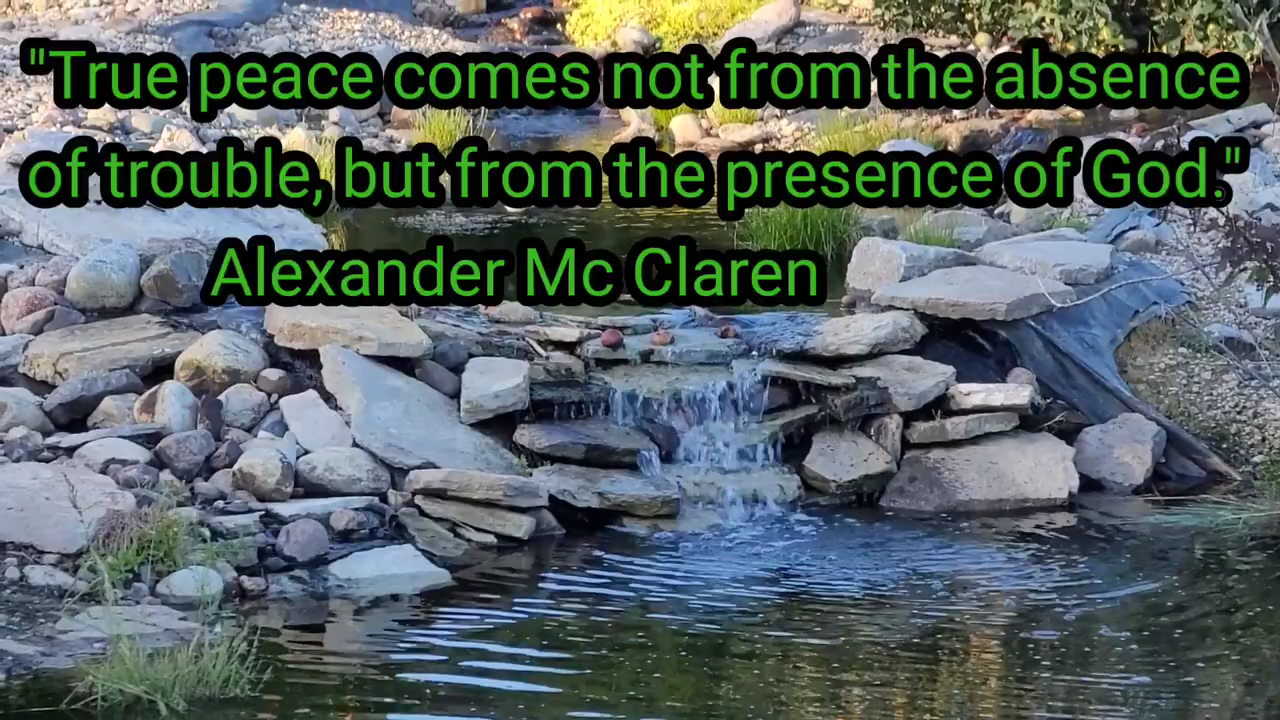 "True peace comes not from the absence
of trouble, but from the presence of God."
Alexander Mc Claren